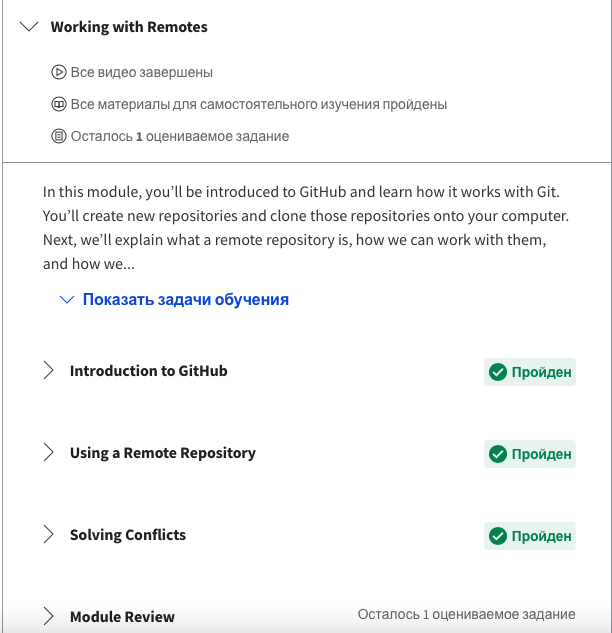 Working with Remotes
Все видео завершены
Все материалы для самостоятельного изучения пройдены
Осталось 1 оцениваемое задание
In this module, you’ll be introduced to GitHub and learn how it works with Git.
You’ll create new repositories and clone those repositories onto your computer.
Next, we’ll explain what a remote repository is, how we can work with them,
and how we...
Показать задачи обучения
Introduction to GitHub Пройден
Using a Remote Repository Пройден
Solving Conflicts Пройден
Module Review Осталось 1 оцениваемое задание